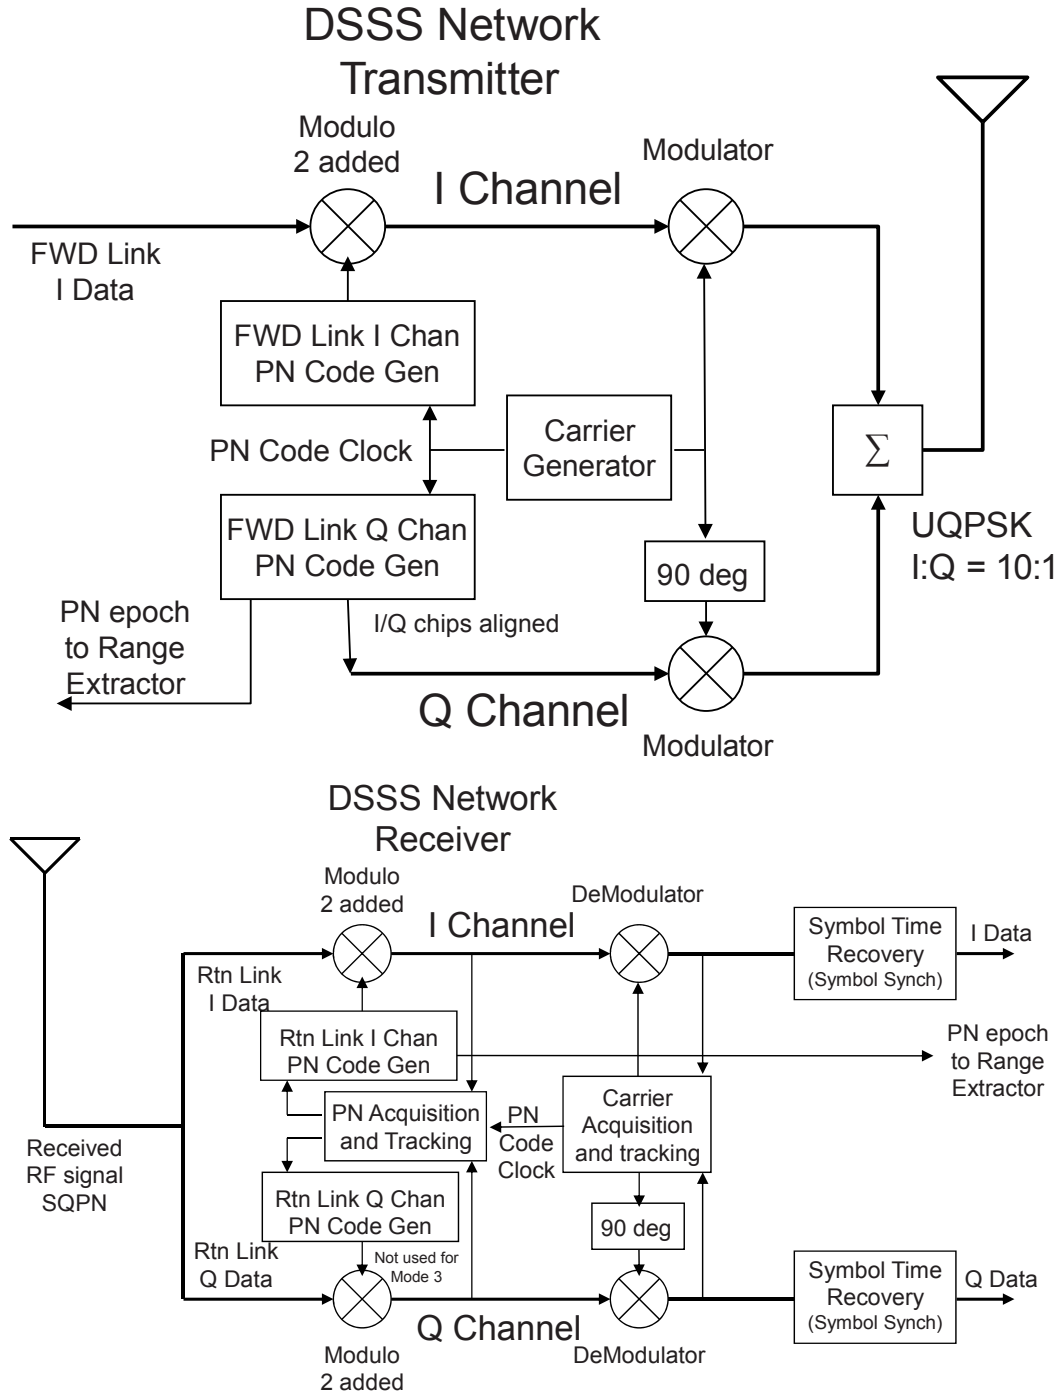 DSSS Network
Transmitter
Modulo
2 added
I Channel
Modulator
FWD Link
I Data
FWD Link I Chan
PN Code Gen
PN Code Clock
Carrier
Generator
∑
FWD Link Q Chan
PN Code Gen
UQPSK
I:Q = 10:1
90 deg
PN epoch
to Range
Extractor
I/Q chips aligned
Q Channel
Modulator
DSSS Network
Receiver
Modulo
2 added
I Channel
DeModulator
Symbol Time
Recovery
(Symbol Synch)
I Data
Rtn Link
I Data
Rtn Link I Chan
PN Code Gen
PN epoch
to Range
Extractor
PN Acquisition
and Tracking
PN
Code
Clock
Carrier
Acquisition
and tracking
Received
RF signal
SQPN
Rtn Link Q Chan
PN Code Gen
90 deg
Rtn Link
Q Data
Not used for
Mode 3
Symbol Time
Recovery
(Symbol Synch)
Q Data
Q Channel
Modulo
2 added
DeModulator